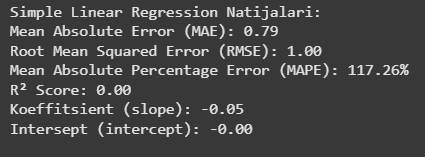 Simple Linear Regression Natijalari:
Mean Absolute Error (MAE): 0.79
Root Mean Squared Error (RMSE): 1.00
Mean Absolute Percentage Error (MAPE): 117.26%
R² Score: 0.00
Koeffitsient (slope): -0.05
Intersept (intercept): -0.00